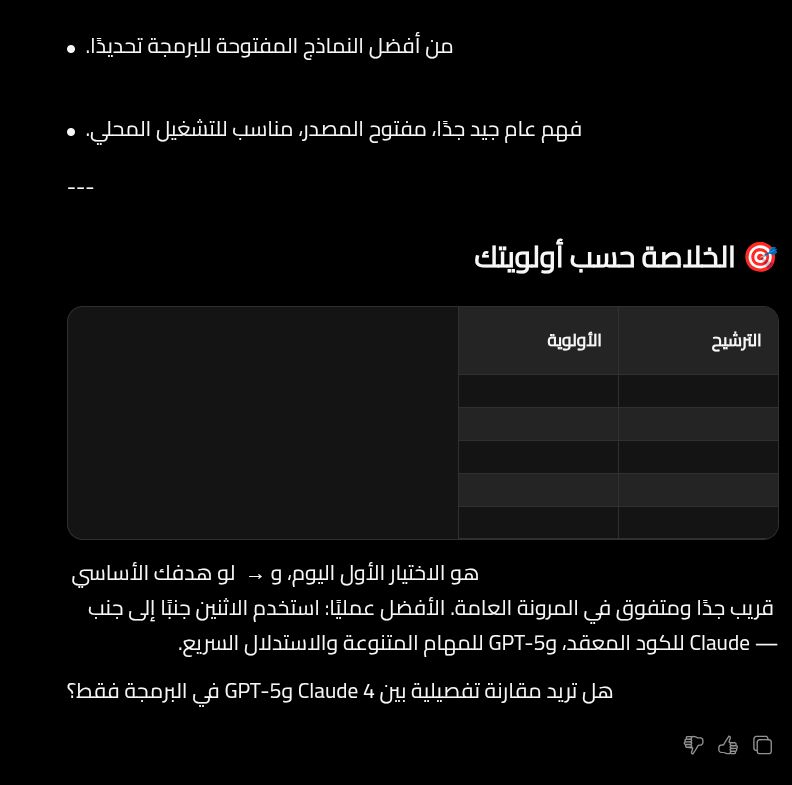 من أفضل النماذج المفتوحة للبرمجة تحديدًا.
فهم عام جيد جدًا، مفتوح المصدر، مناسب للتشغيل المحلي.
---
🎯 الخلاصة حسب أولويتك
الترشيح الأولوية
هو الاختيار الأول اليوم، و → لو هدفك الأساسي
قريب جدًا ومتفوق في المرونة العامة. الأفضل عمليًا: استخدم الاثنين جنبًا إلى جنب
— Claude للكود المعقد، وGPT-5 للمهام المتنوعة والاستدلال السريع.
هل تريد مقارنة تفصيلية بين Claude 4 وGPT-5 في البرمجة فقط؟